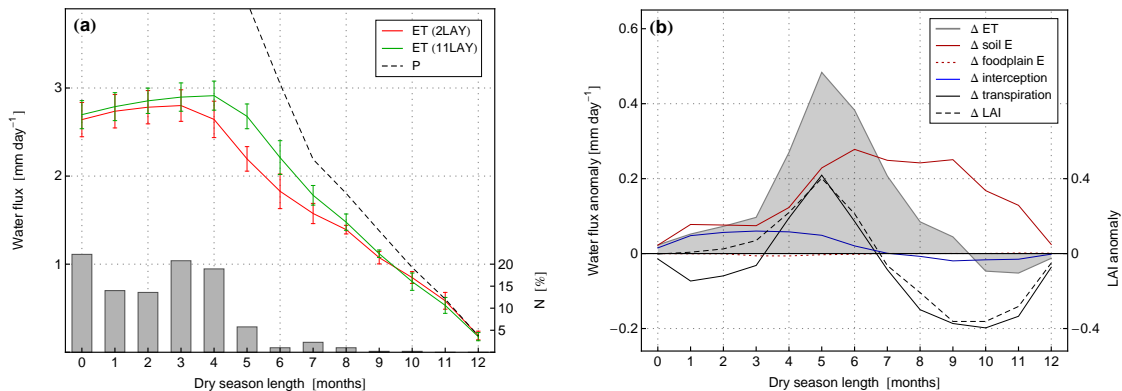 (a)
ET (2LAY)
ET (11LAY)
P
Water flux [mm day−1]
3
2
1
20
15
10
5
N [%]
0 1 2 3 4 5 6 7 8 9 10 11 12
Dry season length [months]
(b)
Δ ET
Δ soil E
Δ foodplain E
Δ interception
Δ transpiration
Δ LAI
Water flux anomaly [mm day−1]
0.6
0.4
0.2
0
−0.2
0.4
0
−0.4
LAI anomaly
0 1 2 3 4 5 6 7 8 9 10 11 12
Dry season length [months]